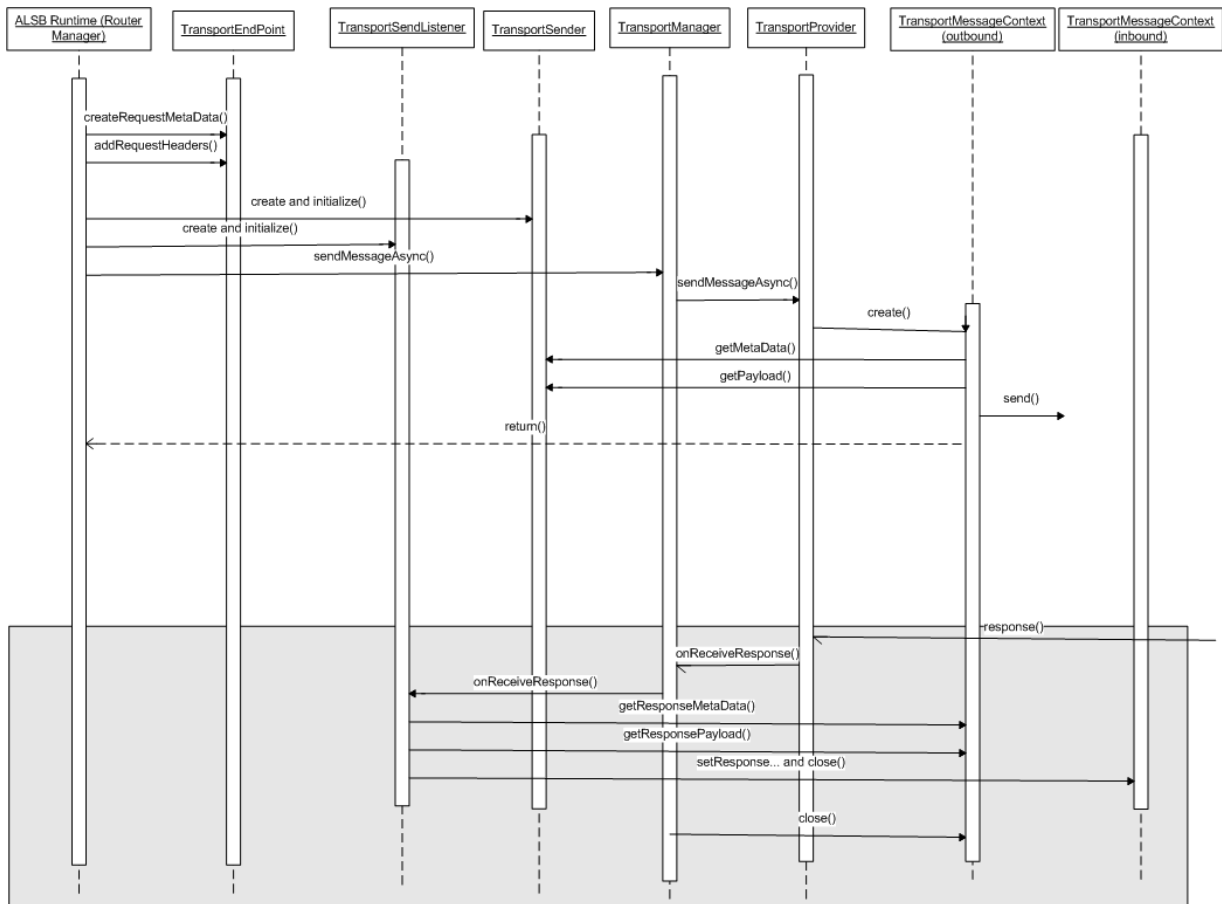 ALSB Runtime (Router
Manager)
TransportEndPoint
TransportSendListener
TransportSender
TransportManager
TransportProvider
TransportMessageContext
(outbound)
TransportMessageContext
(inbound)
createRequestMetaData()
addRequestHeaders()
create and initialize()
create and initialize()
sendMessageAsync()
sendMessageAsync()
create()
getMetaData()
getPayload()
send()
return()
response()
onReceiveResponse()
onReceiveResponse()
getResponseMetaData()
getResponsePayload()
setResponse... and close()
close()